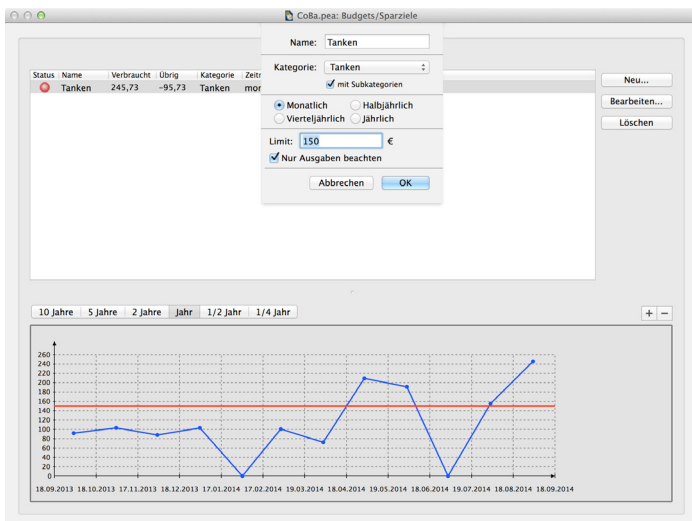 CoBa.pea: Budgets/Sparziele
Name: Tanken
Kategorie: Tanken
mit Subkategorien
Monatlich Halbjährlich
Vierteljährlich Jährlich
Limit: 150 €
Nur Ausgaben beachten
Abbrechen OK
Status Name Verbraucht Übrig Kategorie
Tanken 245,73 -95,73 Tanken
Neu...
Bearbeiten...
Löschen
10 Jahre 5 Jahre 2 Jahre Jahr 1/2 Jahr 1/4 Jahr + -
260
240
220
200
180
160
140
120
100
80
60
40
20
0
18.09.2013 18.10.2013 17.11.2013 18.12.2013 17.01.2014 17.02.2014 19.03.2014 18.04.2014 19.05.2014 18.06.2014 19.07.2014 18.08.2014 18.09.2014